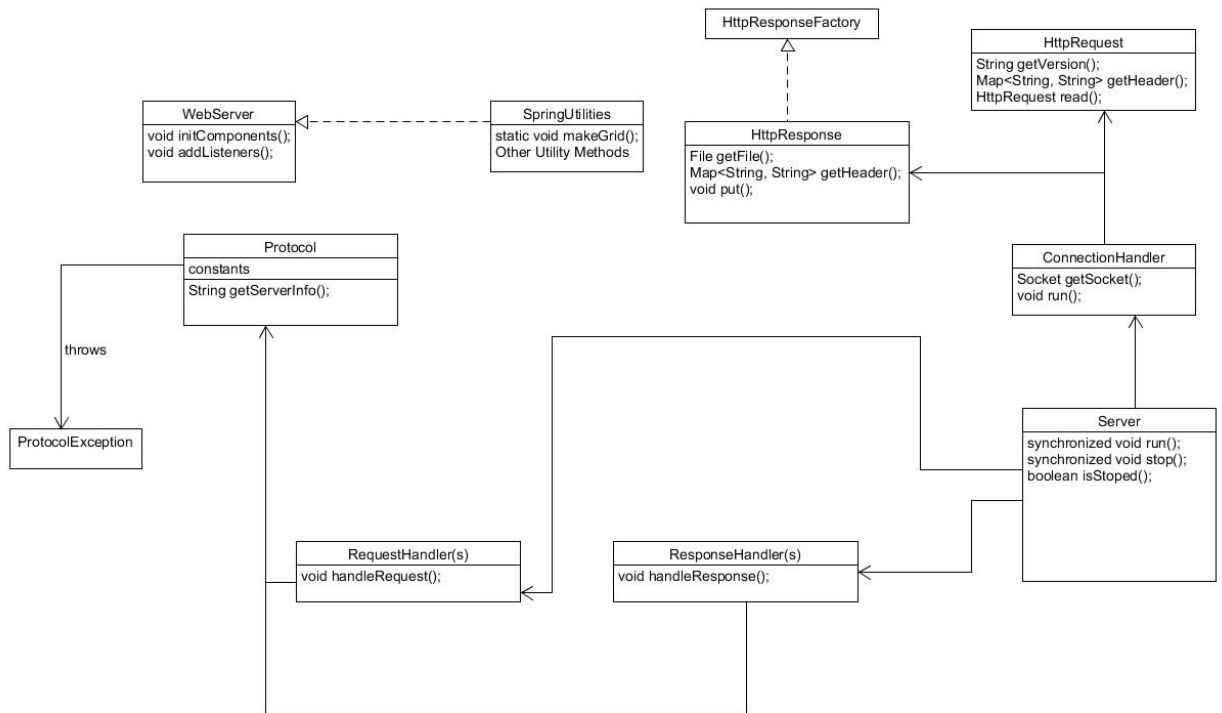 HttpResponseFactory
HttpRequest
String getVersion();
Map<String, String> getHeader();
HttpRequest read();
WebServer
void initComponents();
void addListeners();
SpringUtilities
static void makeGrid();
Other Utility Methods
HttpResponse
File getFile();
Map<String, String> getHeader();
void put();
Protocol
constants
String getServerInfo();
ConnectionHandler
Socket getSocket();
void run();
throws
ProtocolException
Server
synchronized void run();
synchronized void stop();
boolean isStoped();
RequestHandler(s)
void handleRequest();
ResponseHandler(s)
void handleResponse();